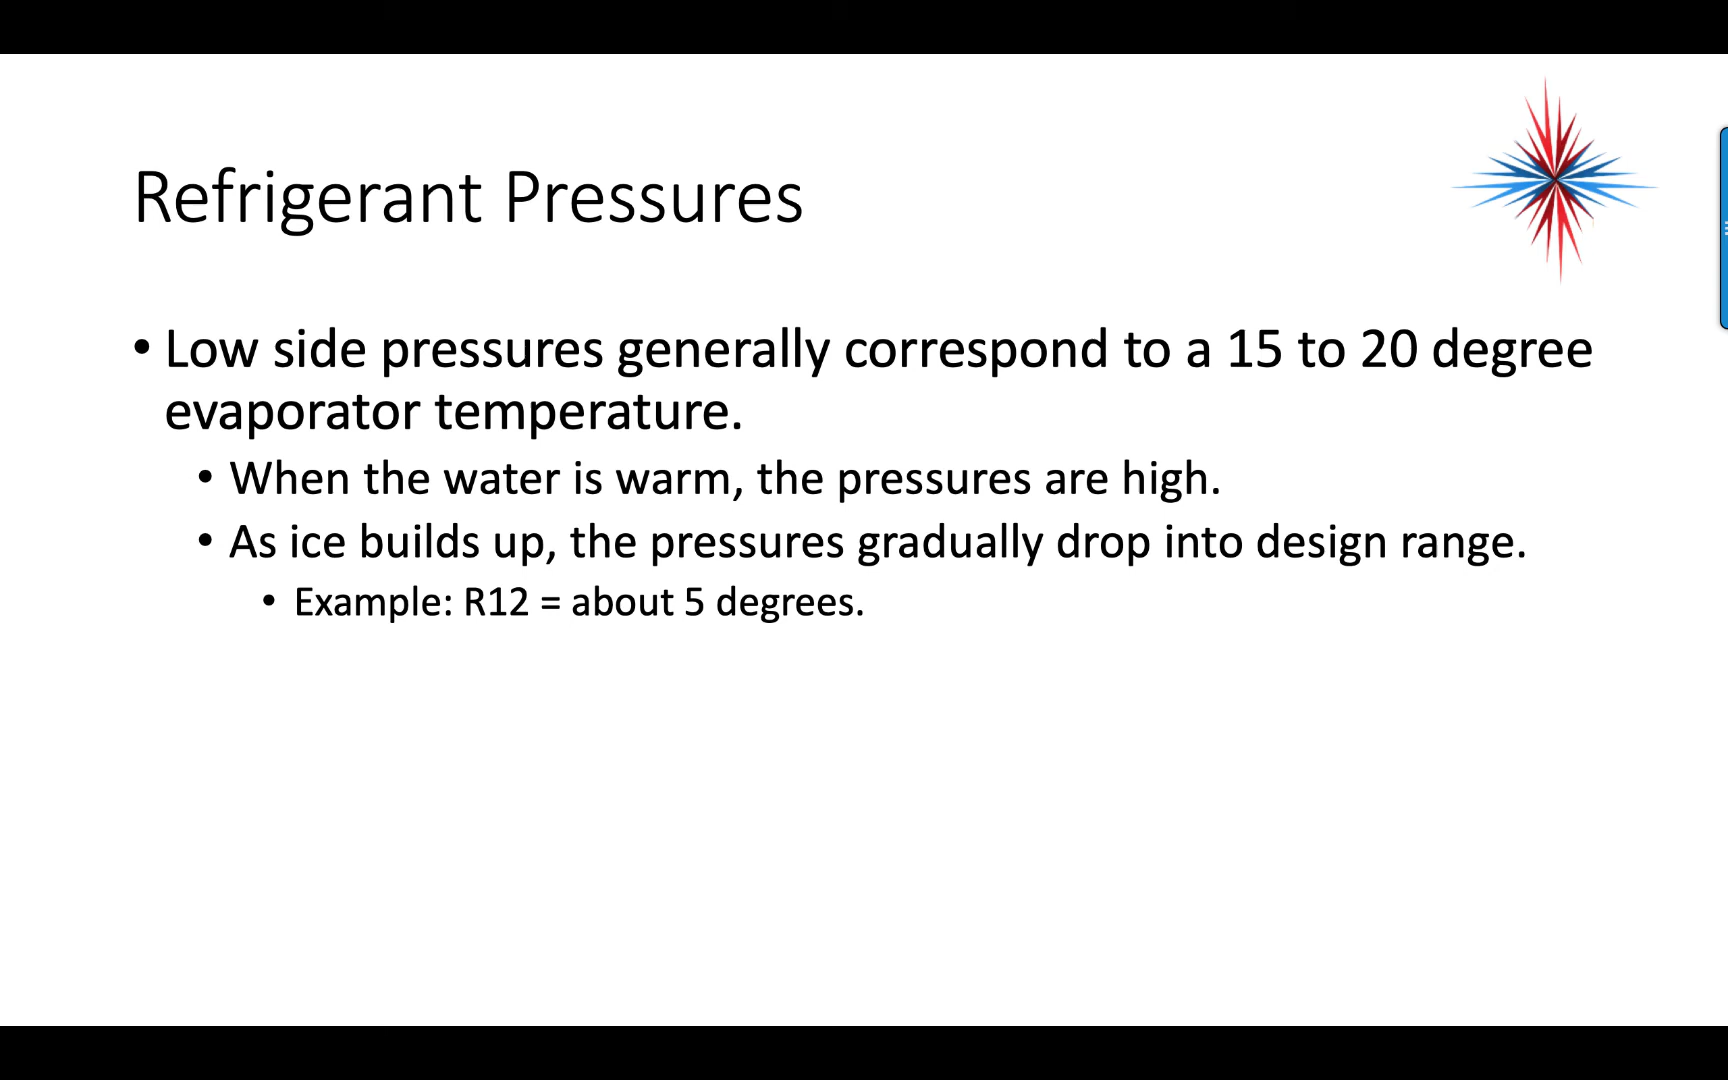 Refrigerant Pressures
• Low side pressures generally correspond to a 15 to 20 degree
evaporator temperature.
• When the water is warm, the pressures are high.
• As ice builds up, the pressures gradually drop into design range.
• Example: R12 = about 5 degrees.